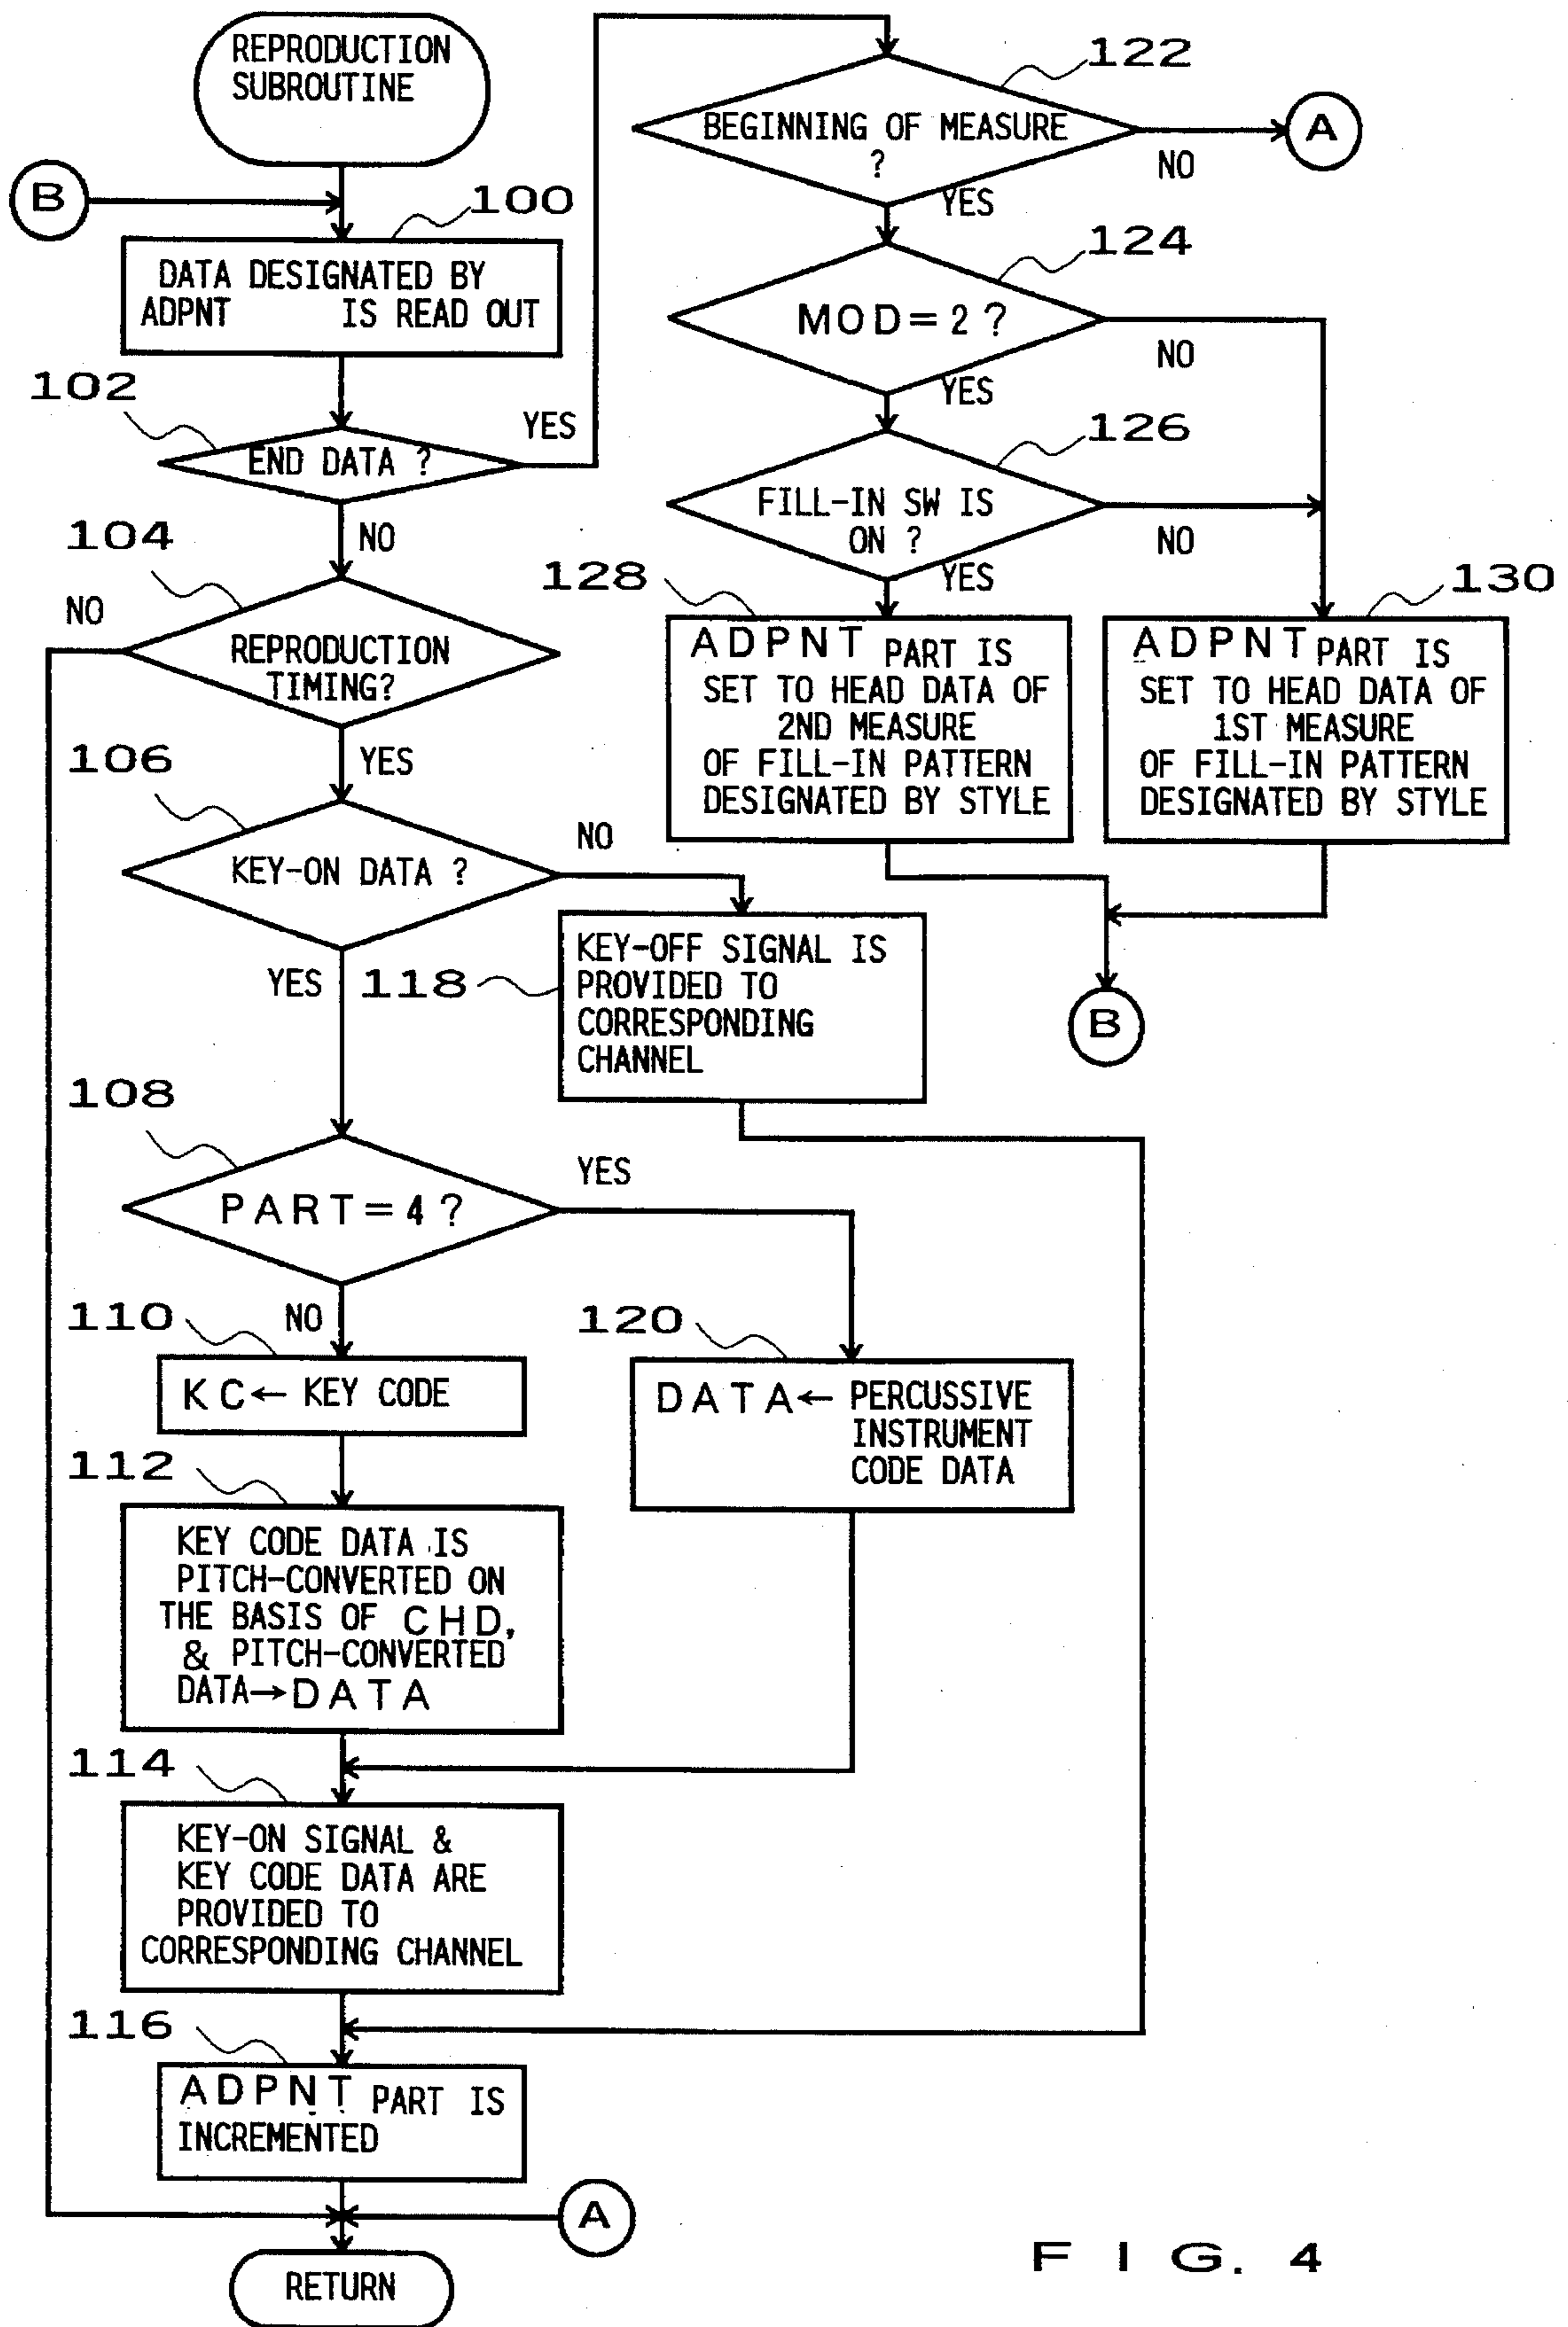 REPRODUCTION
SUBROUTINE
B
100
DATA DESIGNATED BY
ADPNT IS READ OUT
102
END DATA ?
YES
NO
104
NO
REPRODUCTION
TIMING?
YES
106
KEY-ON DATA ?
NO
YES
118
KEY-OFF SIGNAL IS
PROVIDED TO
CORRESPONDING
CHANNEL
108
PART=4?
YES
NO
110
KC← KEY CODE
120
DATA← PERCUSSIVE
INSTRUMENT
CODE DATA
112
KEY CODE DATA IS
PITCH-CONVERTED ON
THE BASIS OF CHD,
& PITCH-CONVERTED
DATA→DATA
114
KEY-ON SIGNAL &
KEY CODE DATA ARE
PROVIDED TO
CORRESPONDING CHANNEL
116
ADPNT PART IS
INCREMENTED
A
RETURN
122
BEGINNING OF MEASURE
?
NO
A
YES
124
MOD=2?
NO
YES
126
FILL-IN SW IS
ON ?
NO
YES
128
ADPNT PART IS
SET TO HEAD DATA OF
2ND MEASURE
OF FILL-IN PATTERN
DESIGNATED BY STYLE
130
ADPNT PART IS
SET TO HEAD DATA OF
1ST MEASURE
OF FILL-IN PATTERN
DESIGNATED BY STYLE
B
FIG. 4